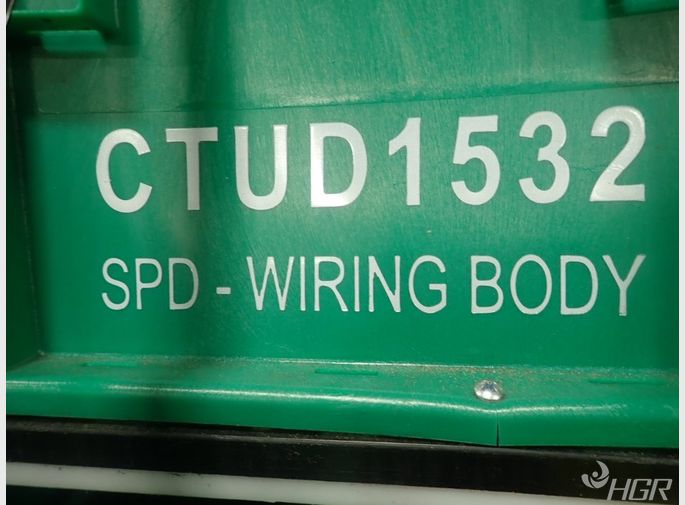 CTUD1532
SPD - WIRING BODY
HGR